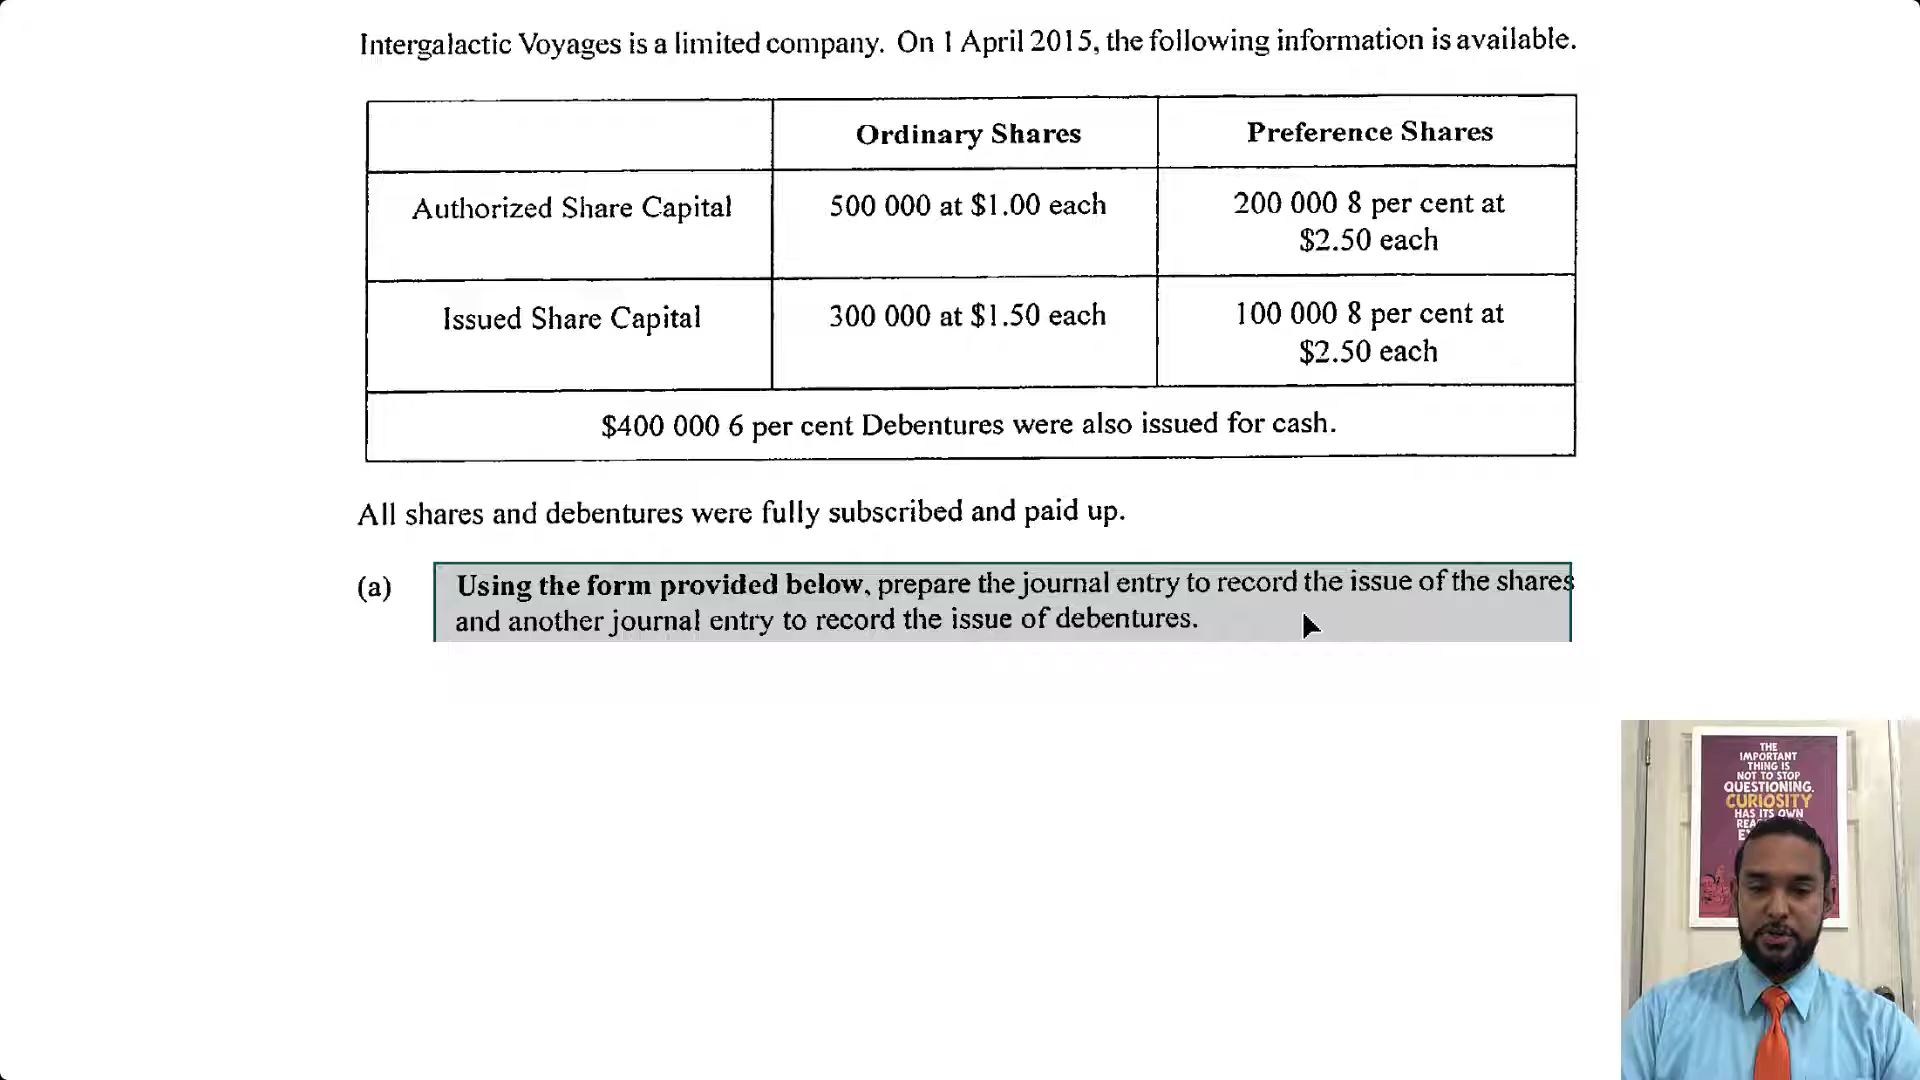 Intergalactic Voyages is a limited company. On 1 April 2015, the following information is available.
Ordinary Shares
Preference Shares
Authorized Share Capital
500 000 at $1.00 each
200 000 8 per cent at
$2.50 each
Issued Share Capital
300 000 at $1.50 each
100 000 8 per cent at
$2.50 each
$400 000 6 per cent Debentures were also issued for cash.
All shares and debentures were fully subscribed and paid up.
(a)
Using the form provided below, prepare the journal entry to record the issue of the shares
and another journal entry to record the issue of debentures.
THE
IMPORTANT
THING IS
NOT TO STOP
QUESTIONING.
CURIOSITY
HAS ITS OWN